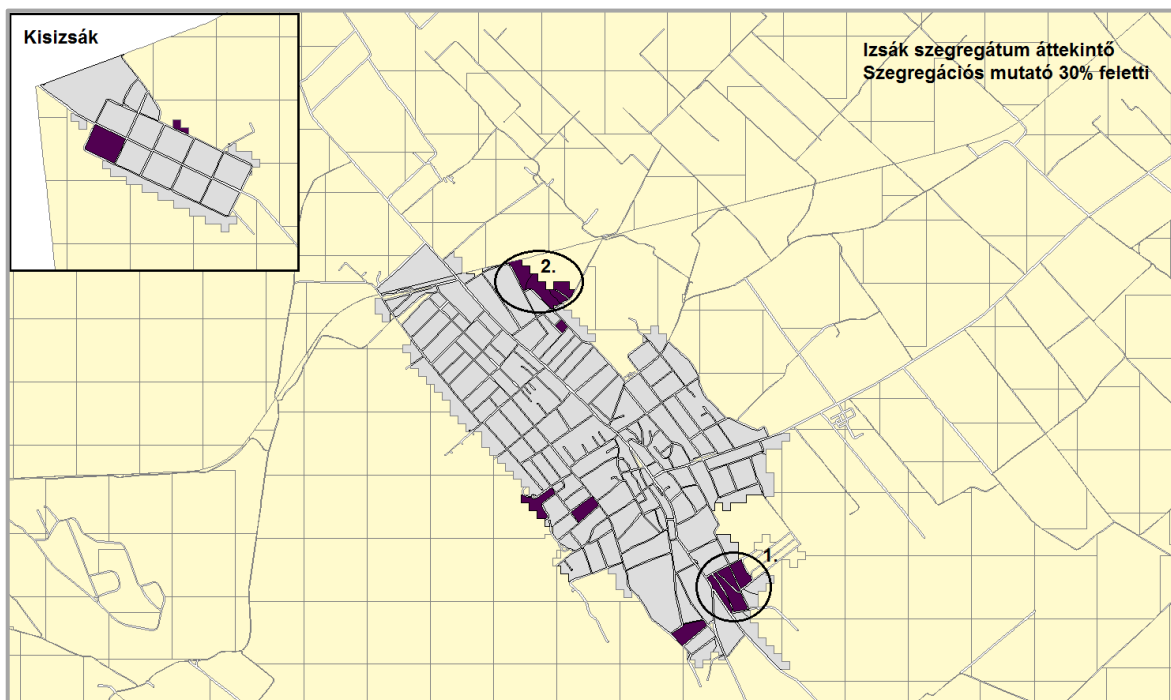 Kisizsák
Izsák szegregátum áttekintő
Szegregációs mutató 30% feletti
2.
1.